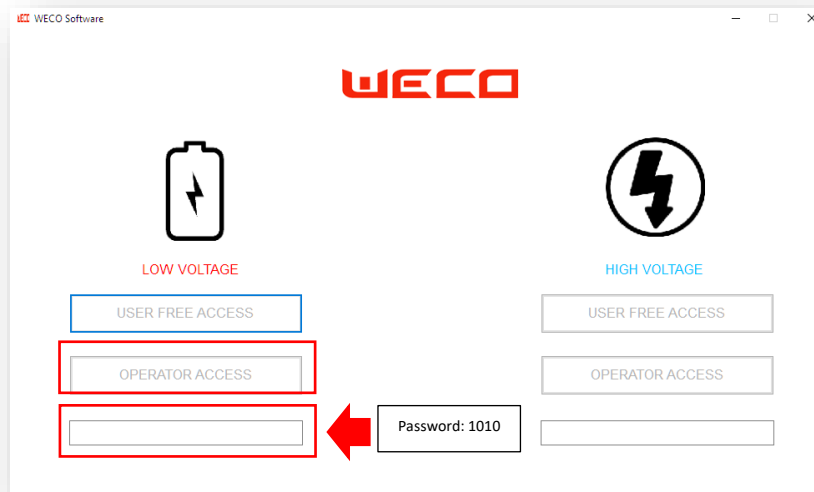 WECO WECO Software
WECO
LOW VOLTAGE
HIGH VOLTAGE
USER FREE ACCESS
USER FREE ACCESS
OPERATOR ACCESS
OPERATOR ACCESS
Password: 1010